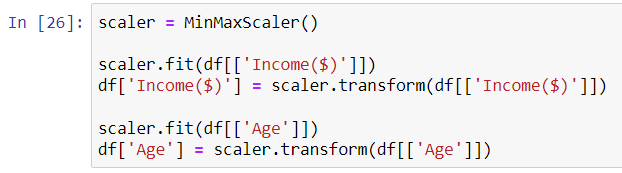 In [26]: scaler = MinMaxScaler()
scaler.fit(df[['Income($)']])
df['Income($)'] = scaler.transform(df[['Income($)']])
scaler.fit(df[['Age']])
df['Age'] = scaler.transform(df[['Age']])